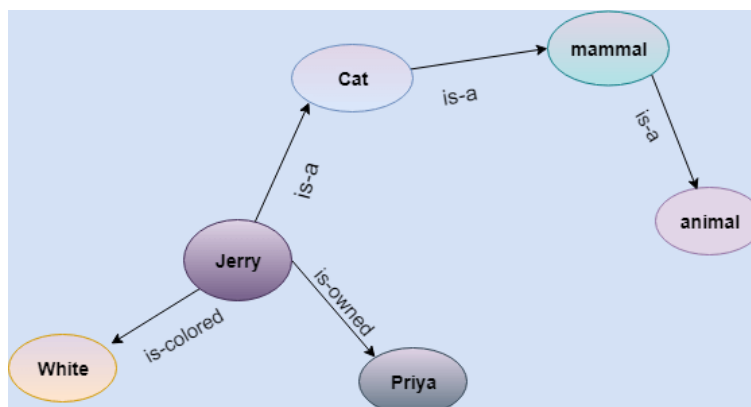 mammal
Cat
is-a
is-a
is-a
animal
Jerry
is-owned
is-colored
White
Priya